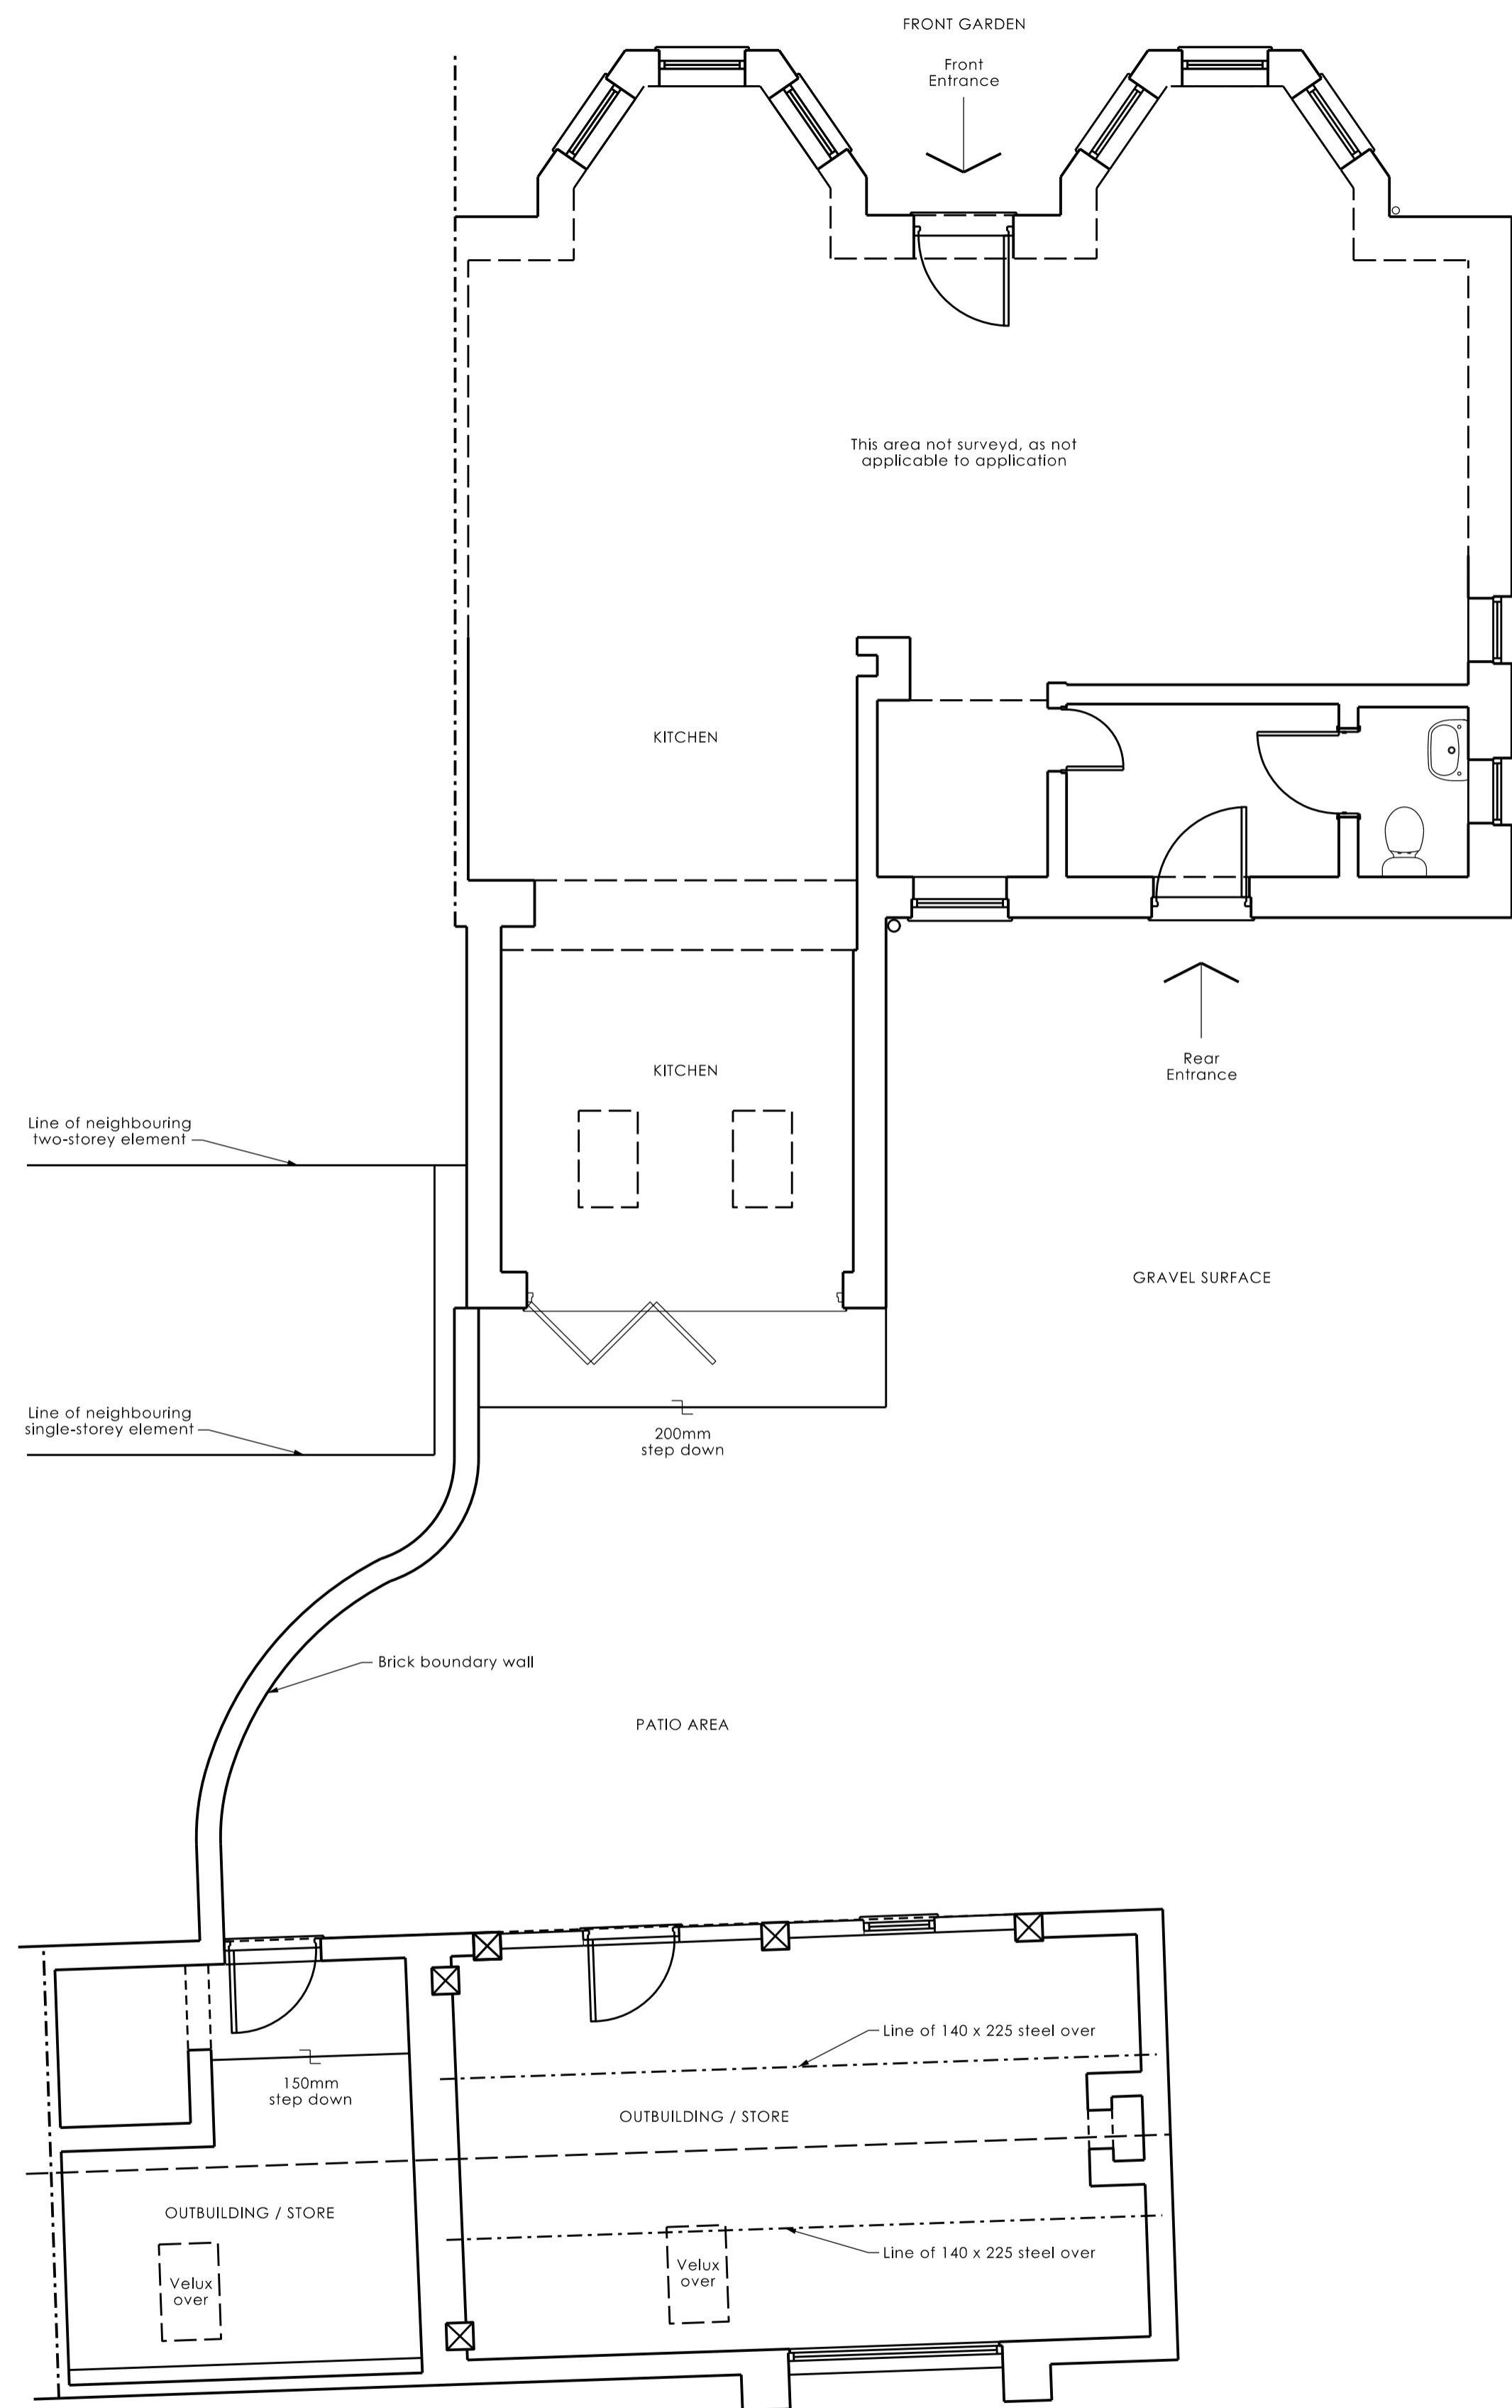 FRONT GARDEN
Front
Entrance
This area not surveyd, as not
applicable to application
KITCHEN
KITCHEN
Rear
Entrance
Line of neighbouring
two-storey element
GRAVEL SURFACE
Line of neighbouring
single-storey element
200mm
step down
Brick boundary wall
PATIO AREA
Line of 140 x 225 steel over
150mm
step down
OUTBUILDING / STORE
OUTBUILDING / STORE
Line of 140 x 225 steel over
Velux
over
Velux
over